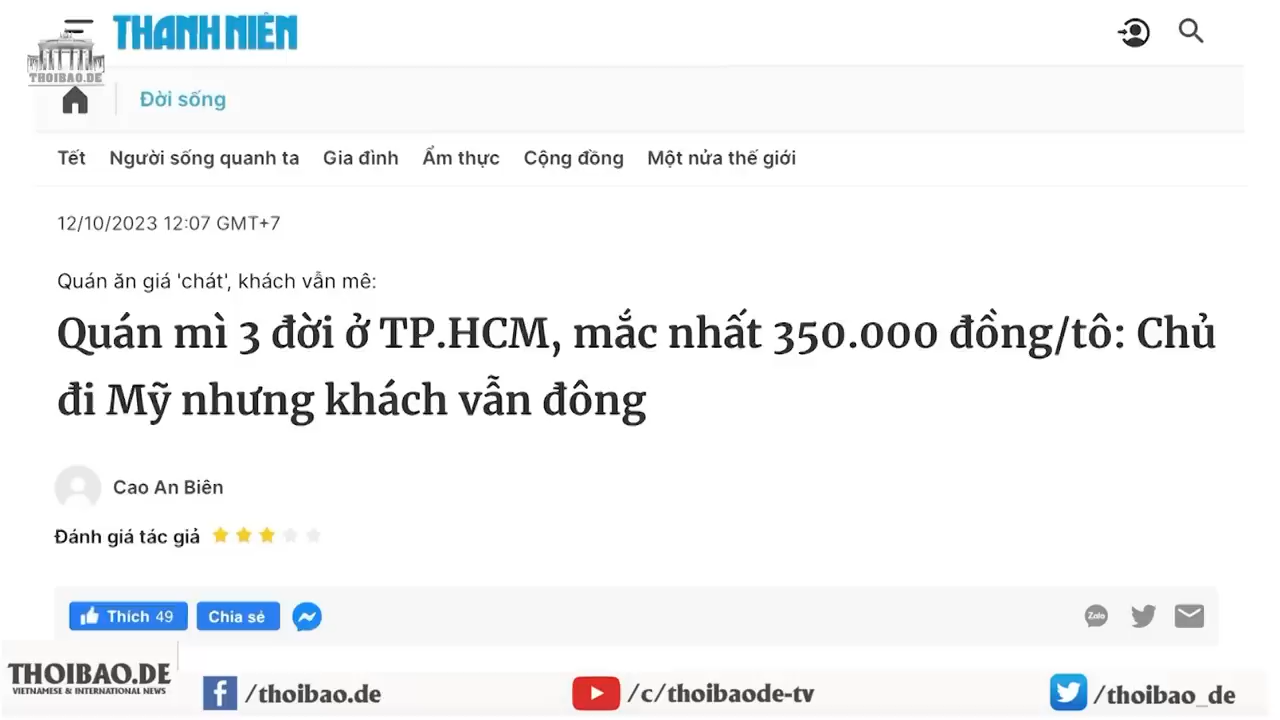 THANH NIÊN
THOIBAO.DE
Đời sống
Tết Người sống quanh ta Gia đình Ẩm thực Cộng đồng Một nửa thế giới
12/10/2023 12:07 GMT+7
Quán ăn giá 'chát', khách vẫn mê:
Quán mì 3 đời ở TP.HCM, mắc nhất 350.000 đồng/tô: Chủ
đi Mỹ nhưng khách vẫn đông
Cao An Biên
Đánh giá tác giả
Thích 49 Chia sẻ Zalo
THOIBAO.DE
VIETNAMESE & INTERNATIONAL NEWS
/thoibao.de /c/thoibaode-tv /thoibao_de